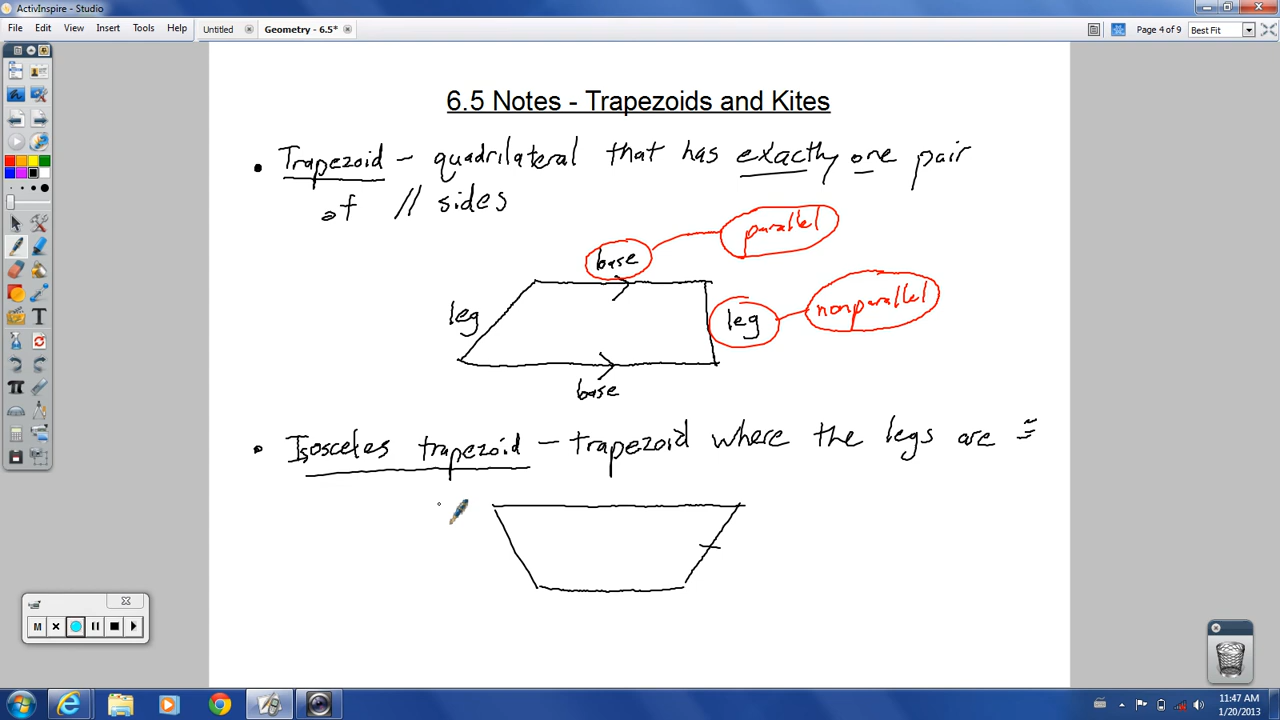 ActivInspire - Studio
File Edit View Insert Tools Help Untitled Geometry - 6.5* Page 4 of 9 Best Fit
6.5 Notes - Trapezoids and Kites
• Trapezoid - quadrilateral that has exactly one pair
of // sides
parallel
base
leg
leg
nonparallel
base
• Isosceles trapezoid - trapezoid where the legs are ≅
M
11:47 AM
1/20/2013